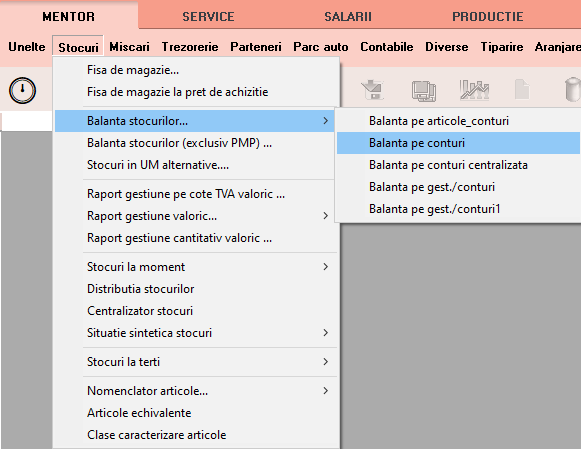 MENTOR SERVICE SALARII PRODUCTIE
Unelte Stocuri Miscari Trezorerie Parteneri Parc auto Contabile Diverse Tiparire Aranjare
Fisa de magazie...
Fisa de magazie la pret de achizitie
Balanta stocurilor...
Balanta stocurilor (exclusiv PMP) ...
Stocuri in UM alternative....
Raport gestiune pe cote TVA valoric ...
Raport gestiune valoric...
Raport gestiune cantitativ valoric ...
Stocuri la moment
Distributia stocurilor
Centralizator stocuri
Situatie sintetica stocuri
Stocuri la terti
Nomenclator articole...
Articole echivalente
Clase caracterizare articole
Balanta pe articole_conturi
Balanta pe conturi
Balanta pe conturi centralizata
Balanta pe gest./conturi
Balanta pe gest./conturi1